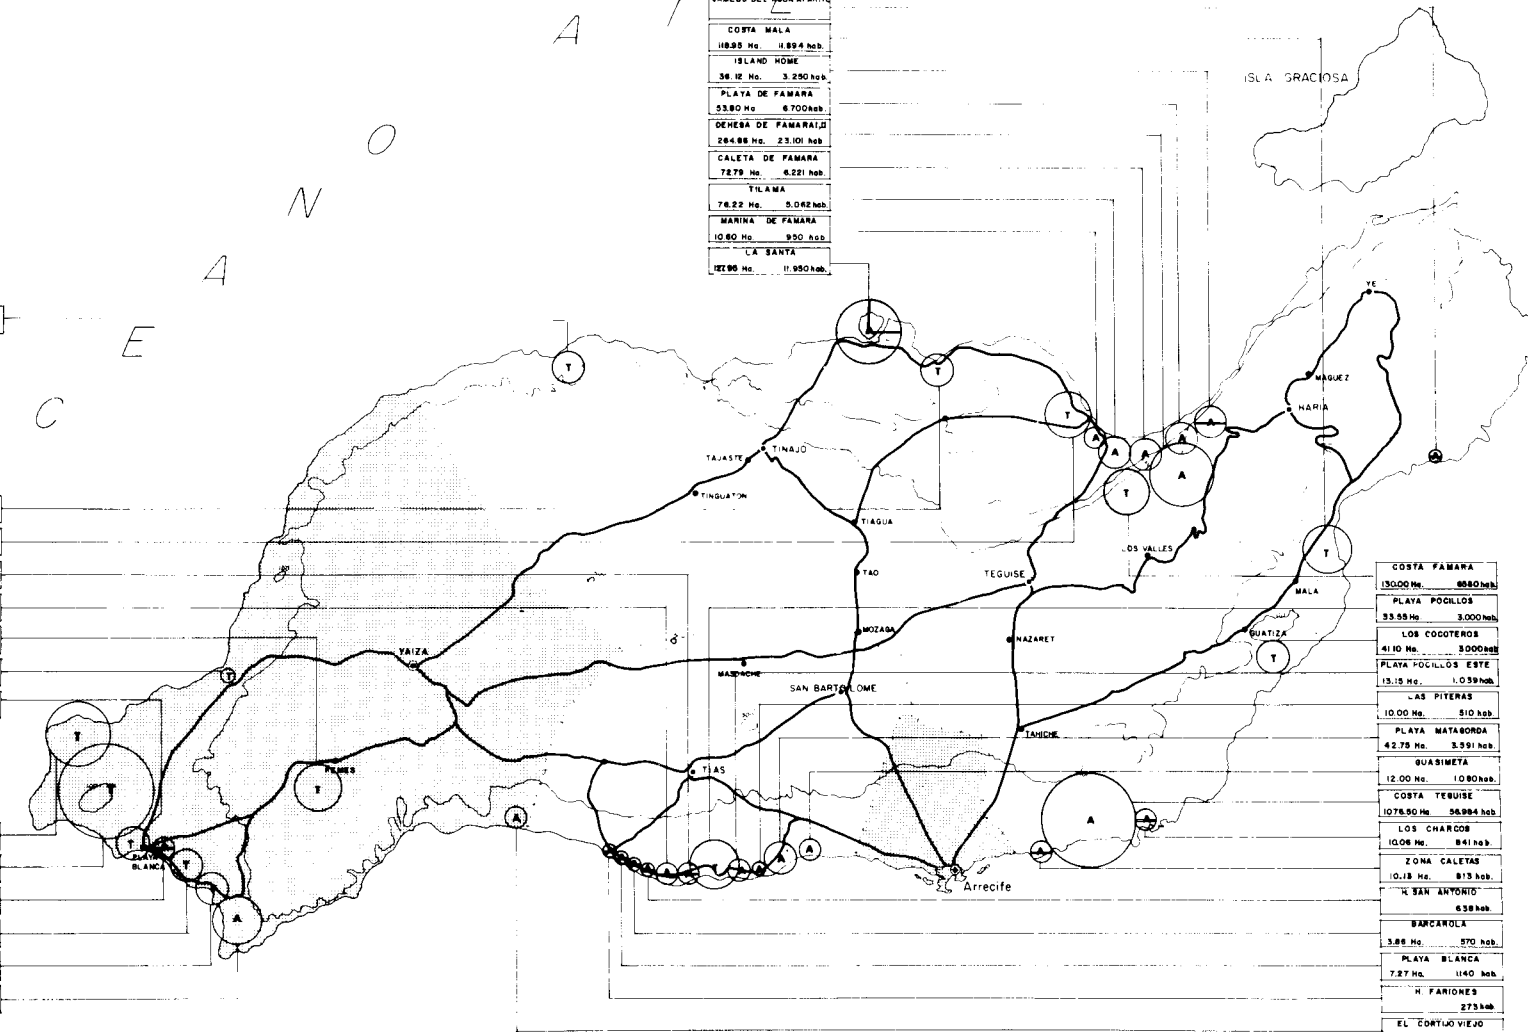 COSTA MALA
118.95 Ha. 11.894 hab.
ISLAND HOME
36.12 Ha. 3.250 hab.
PLAYA DE FAMARA
53.80 Ha 6.700 hab.
DEHESA DE FAMARA I,II
264.86 Ha. 23.101 hab
CALETA DE FAMARA
72.79 Ha. 6.221 hab.
TILAMA
76.22 Ha. 5.062 hab.
MARINA DE FAMARA
10.60 Ha. 950 hab
LA SANTA
127.96 Ha. 11.950 hab.
O C E A N O
A T L
ISLA GRACIOSA
YE
MAGUEZ
HARIA
TINAJO
TAJASTE
TINGUATON
TIAGUA
LOS VALLES
TAO
TEGUISE
MALA
MOZAGA
NAZARET
GUATIZA
YAIZA
MASDACHE
SAN BARTOLOME
TAHICHE
TIAS
FEMES
PLAYA
BLANCA
Arrecife
COSTA FAMARA
130.00 Ha. 6580 hab.
PLAYA POCILLOS
33.55 Ha 3.000 hab.
LOS COCOTEROS
41.10 Ha. 3.000 hab
PLAYA POCILLOS ESTE
13.15 Ha. 1.039 hab.
LAS PITERAS
10.00 Ha. 510 hab.
PLAYA MATAGORDA
42.75 Ha. 3.591 hab.
GUASIMETA
12.00 Ha. 1.080 hab.
COSTA TEGUISE
1076.50 Ha 56.984 hab.
LOS CHARCOS
10.06 Ha. 841 hab.
ZONA CALETAS
10.13 Ha. 813 hab.
H. SAN ANTONIO
638 hab.
BARCAROLA
3.86 Ha. 570 hab.
PLAYA BLANCA
7.27 Ha. 1140 hab.
H. FARIONES
273 hab.
EL CORTIJO VIEJO